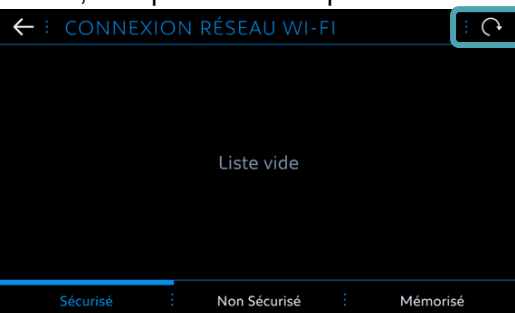 CONNEXION RÉSEAU WI-FI
Liste vide
Sécurisé Non Sécurisé Mémorisé